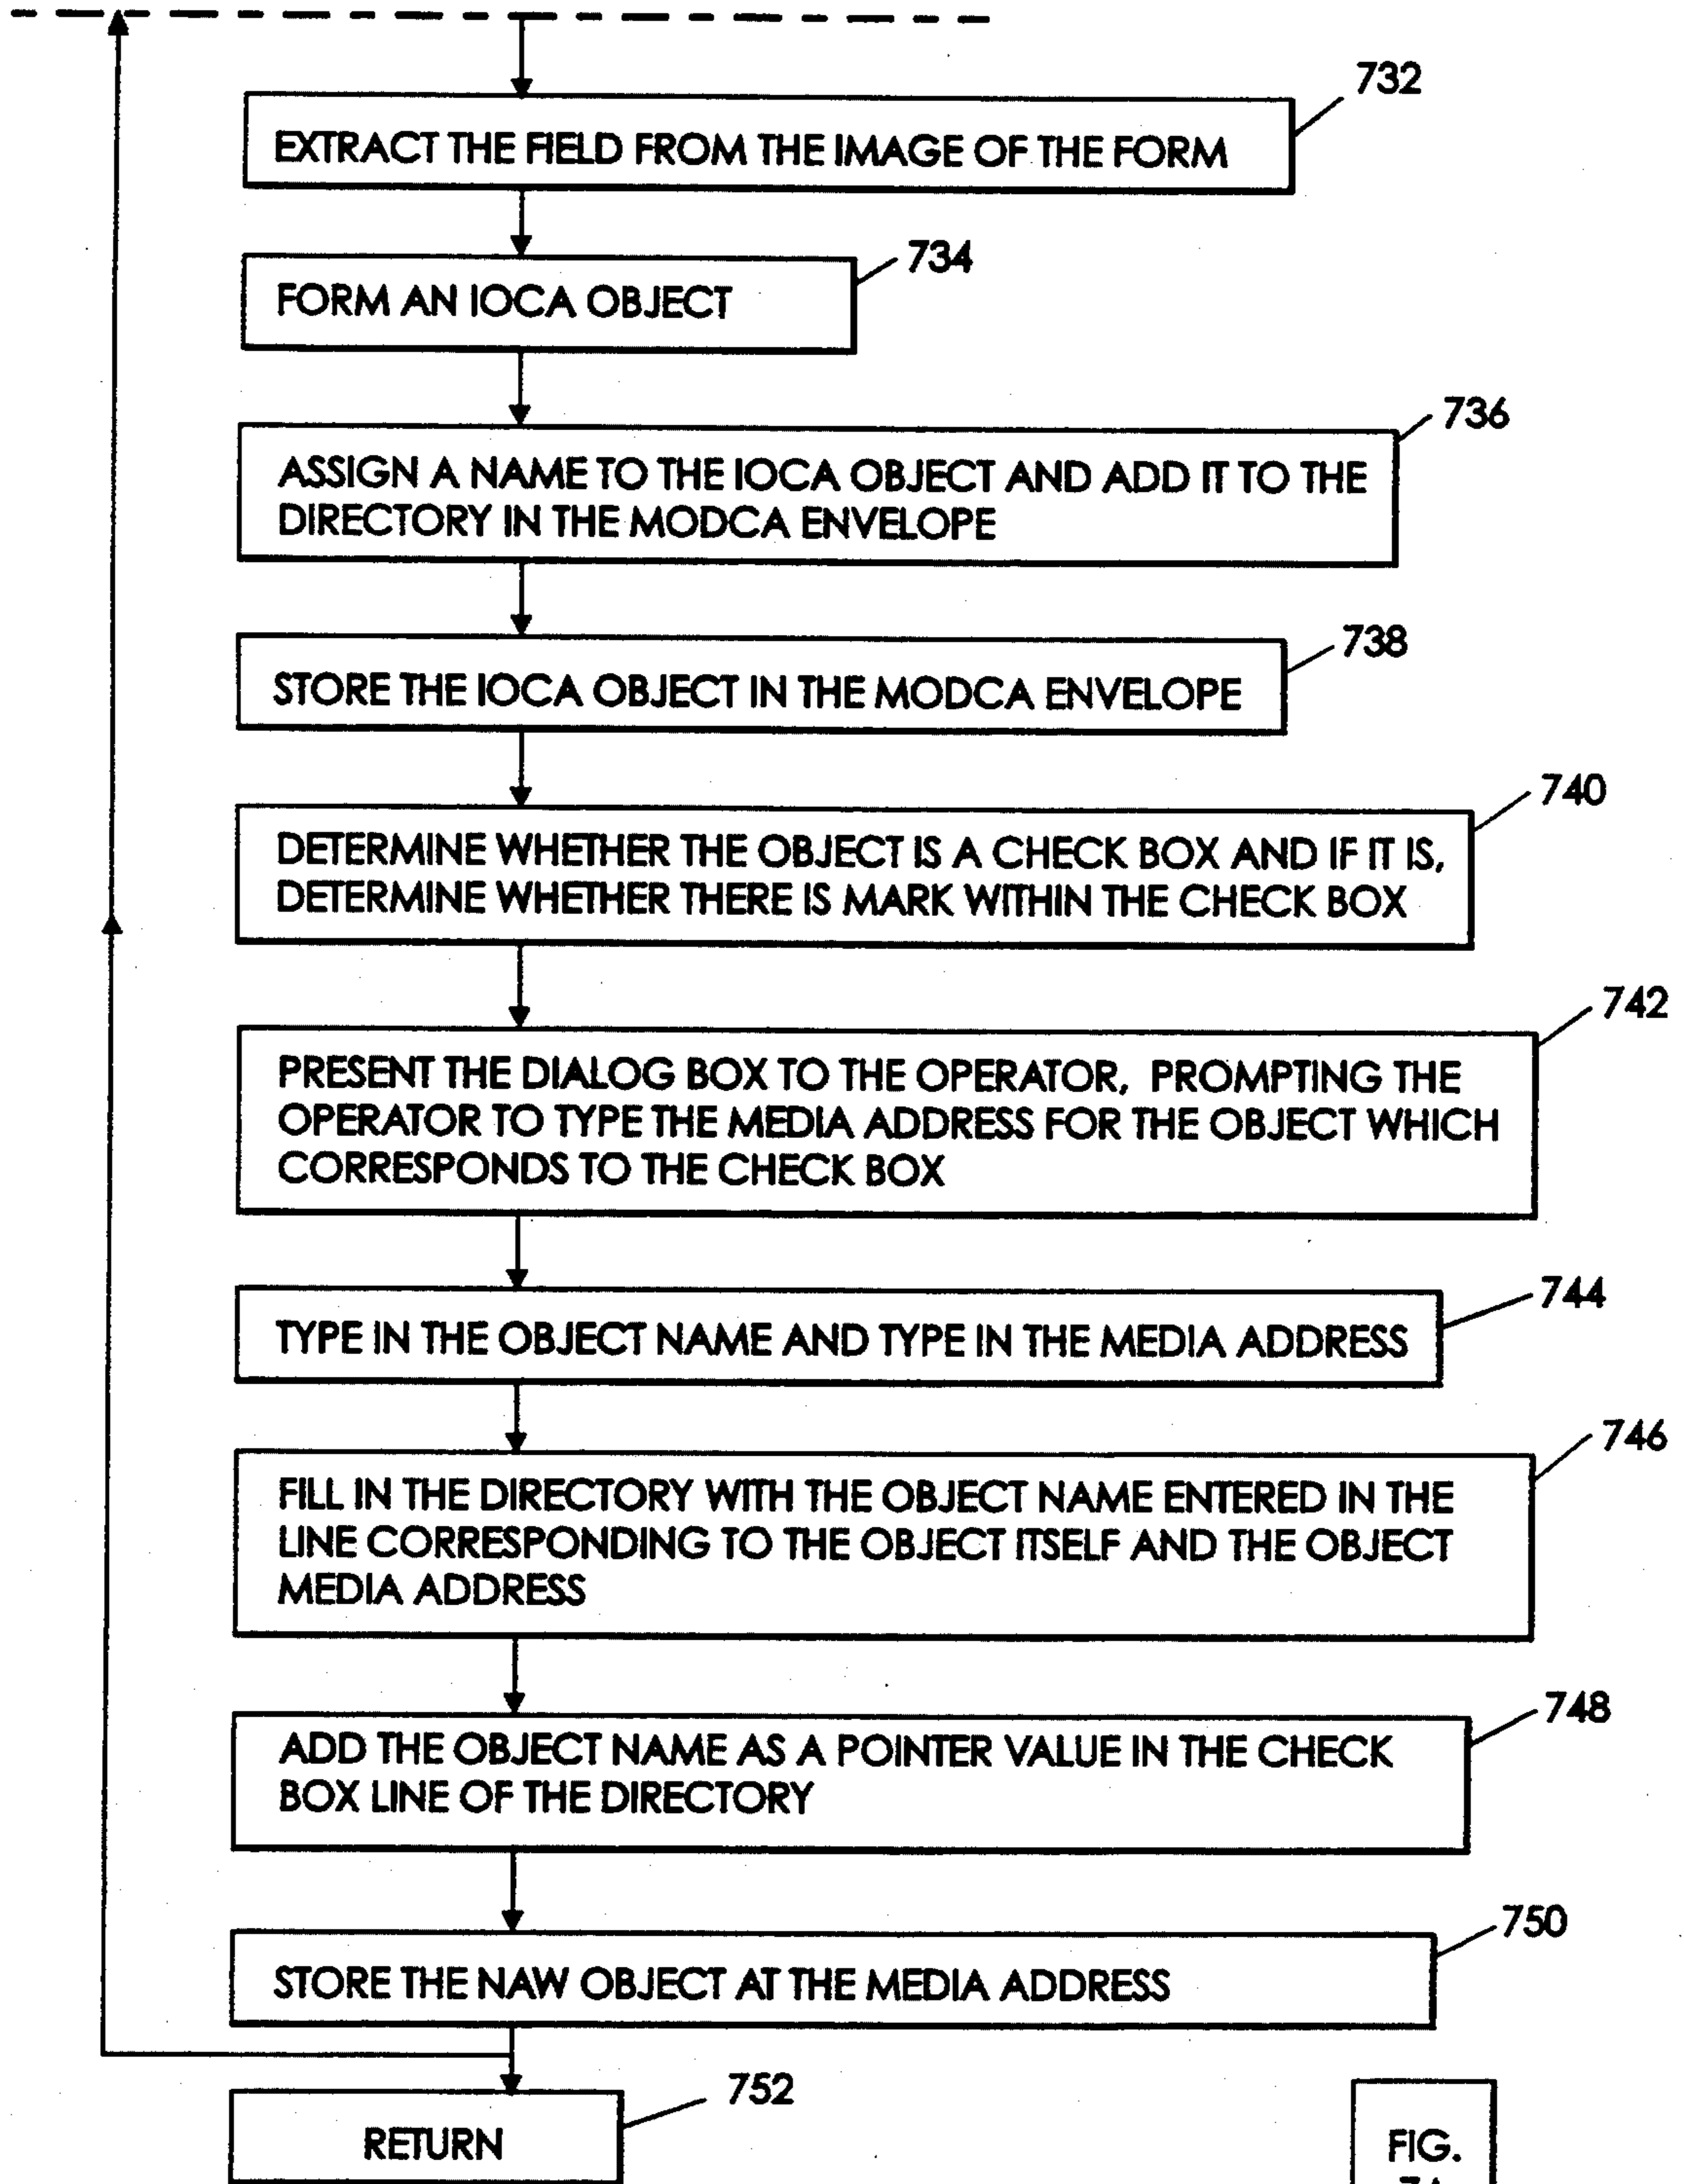 732
EXTRACT THE FIELD FROM THE IMAGE OF THE FORM
734
FORM AN IOCA OBJECT
736
ASSIGN A NAME TO THE IOCA OBJECT AND ADD IT TO THE
DIRECTORY IN THE MODCA ENVELOPE
738
STORE THE IOCA OBJECT IN THE MODCA ENVELOPE
740
DETERMINE WHETHER THE OBJECT IS A CHECK BOX AND IF IT IS,
DETERMINE WHETHER THERE IS MARK WITHIN THE CHECK BOX
742
PRESENT THE DIALOG BOX TO THE OPERATOR, PROMPTING THE
OPERATOR TO TYPE THE MEDIA ADDRESS FOR THE OBJECT WHICH
CORRESPONDS TO THE CHECK BOX
744
TYPE IN THE OBJECT NAME AND TYPE IN THE MEDIA ADDRESS
746
FILL IN THE DIRECTORY WITH THE OBJECT NAME ENTERED IN THE
LINE CORRESPONDING TO THE OBJECT ITSELF AND THE OBJECT
MEDIA ADDRESS
748
ADD THE OBJECT NAME AS A POINTER VALUE IN THE CHECK
BOX LINE OF THE DIRECTORY
750
STORE THE NAW OBJECT AT THE MEDIA ADDRESS
752
RETURN
FIG.